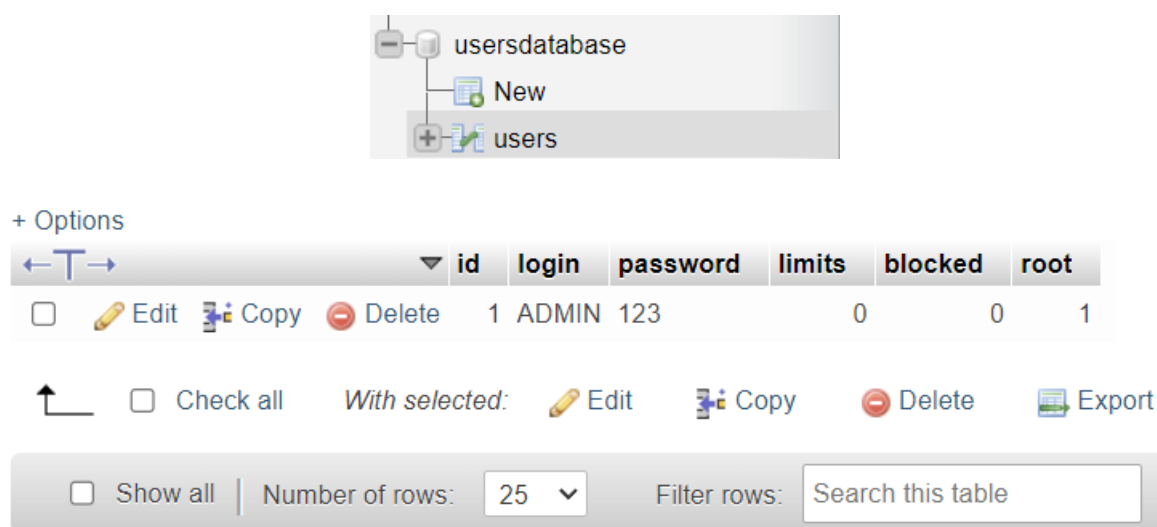 usersdatabase
New
users
+ Options
id login password limits blocked root
Edit Copy Delete 1 ADMIN 123 0 0 1
Check all With selected: Edit Copy Delete Export
Show all Number of rows: 25 Filter rows: Search this table